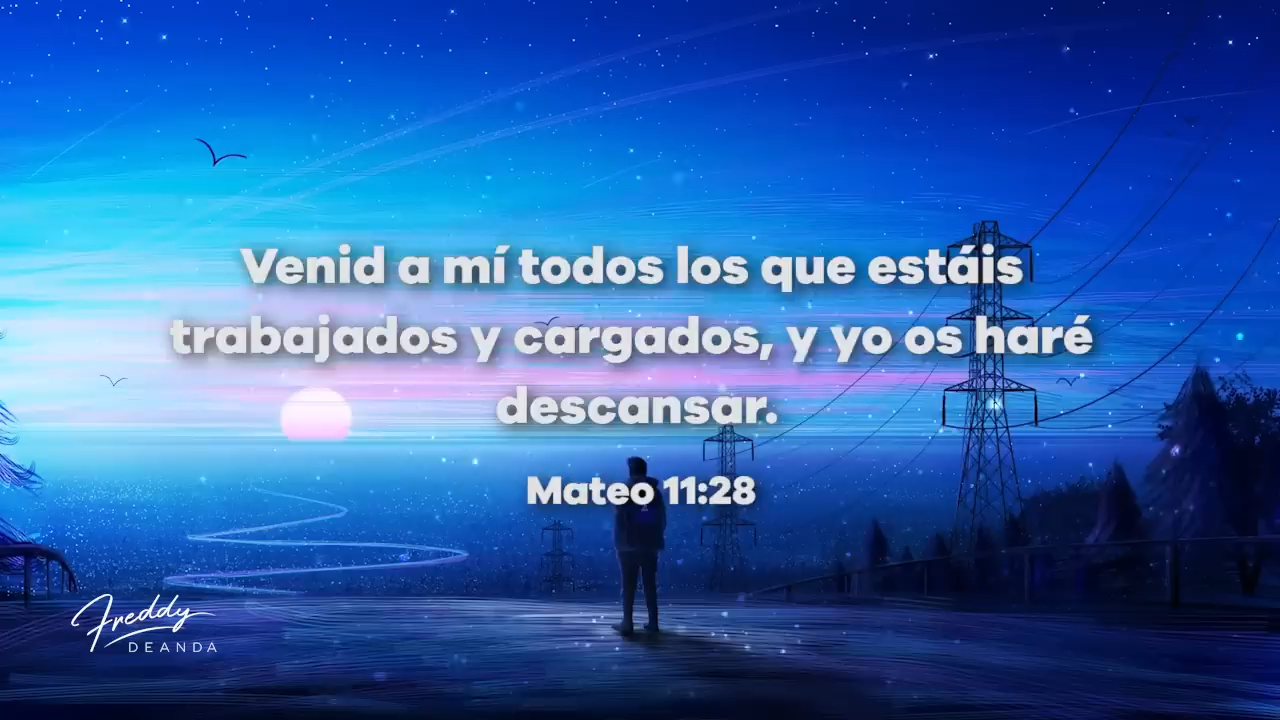 Venid a mí todos los que estáis
trabajados y cargados, y yo os haré
descansar.
Mateo 11:28
Freddy
DEANDA